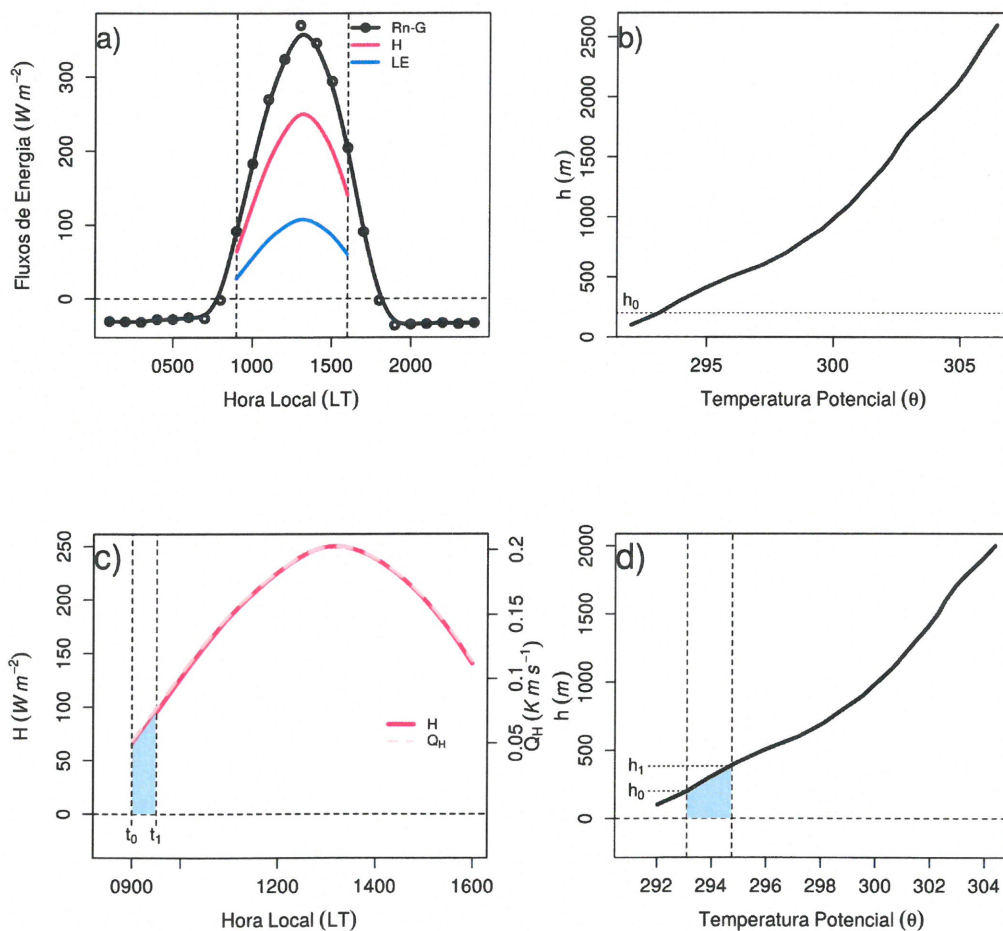 a)
Rn-G
H
LE
Fluxos de Energia (W m⁻²)
0 100 200 300
0500 1000 1500 2000
Hora Local (LT)
b)
h (m)
0 500 1000 1500 2000 2500
h₀
295 300 305
Temperatura Potencial (θ)
c)
H (W m⁻²)
0 50 100 150 200 250
Q_H (K m s⁻¹)
0.05 0.1 0.15 0.2
H
Q_H
t₀ t₁
0900 1200 1400 1600
Hora Local (LT)
d)
h (m)
0 500 1000 1500 2000
h₁
h₀
292 294 296 298 300 302 304
Temperatura Potencial (θ)